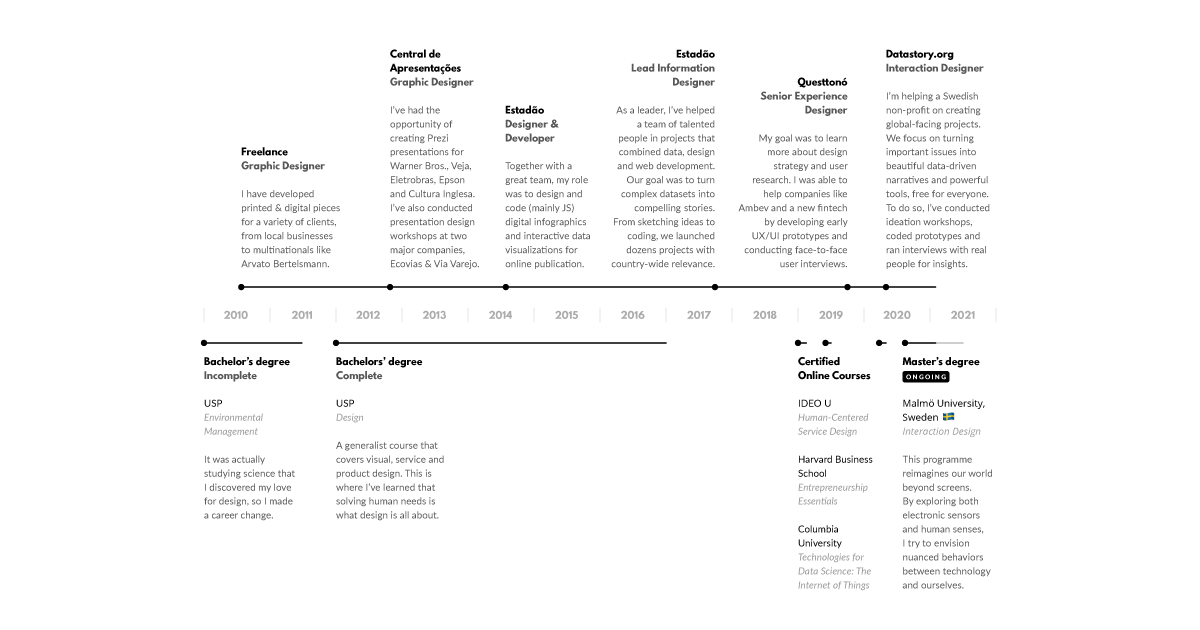 Freelance
Graphic Designer
I have developed
printed & digital pieces
for a variety of clients,
from local businesses
to multinationals like
Arvato Bertelsmann.
Central de
Apresentações
Graphic Designer
I've had the
opportunity of
creating Prezi
presentations for
Warner Bros., Veja,
Eletrobras, Epson
and Cultura Inglesa.
I've also conducted
presentation design
workshops at two
major companies,
Ecovias & Via Varejo.
Estadão
Designer &
Developer
Together with a
great team, my role
was to design and
code (mainly JS)
digital infographics
and interactive data
visualizations for
online publication.
Estadão
Lead Information
Designer
As a leader, I've helped
a team of talented
people in projects that
combined data, design
and web development.
Our goal was to turn
complex datasets into
compelling stories.
From sketching ideas to
coding, we launched
dozens projects with
country-wide relevance.
Questtonó
Senior Experience
Designer
My goal was to learn
more about design
strategy and user
research. I was able to
help companies like
Ambev and a new fintech
by developing early
UX/UI prototypes and
conducting face-to-face
user interviews.
Datastory.org
Interaction Designer
I'm helping a Swedish
non-profit on creating
global-facing projects.
We focus on turning
important issues into
beautiful data-driven
narratives and powerful
tools, free for everyone.
To do so, I've conducted
ideation workshops,
coded prototypes and
ran interviews with real
people for insights.
2010 2011 2012 2013 2014 2015 2016 2017 2018 2019 2020 2021
Bachelor's degree
Incomplete
USP
Environmental
Management
It was actually
studying science that
I discovered my love
for design, so I made
a career change.
Bachelors' degree
Complete
USP
Design
A generalist course that
covers visual, service and
product design. This is
where I've learned that
solving human needs is
what design is all about.
Certified
Online Courses
IDEO U
Human-Centered
Service Design
Harvard Business
School
Entrepreneurship
Essentials
Columbia
University
Technologies for
Data Science: The
Internet of Things
Master's degree
ONGOING
Malmö University,
Sweden 🇸🇪
Interaction Design
This programme
reimagines our world
beyond screens.
By exploring both
electronic sensors
and human senses,
I try to envision
nuanced behaviors
between technology
and ourselves.